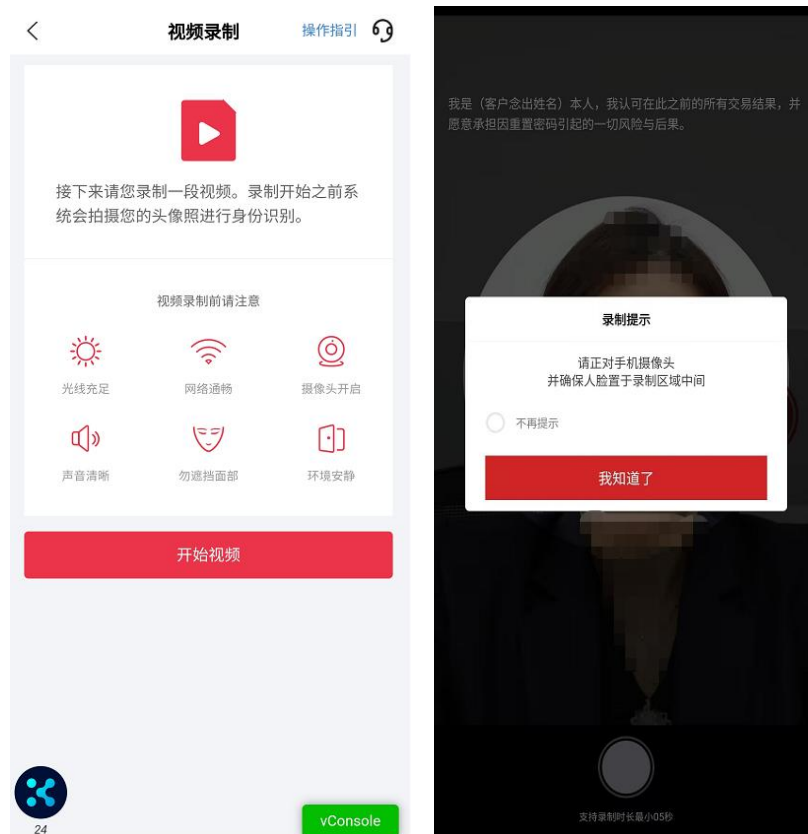 视频录制
操作指引
接下来请您录制一段视频。录制开始之前系
统会拍摄您的头像照进行身份识别。
视频录制前请注意
光线充足
网络通畅
摄像头开启
声音清晰
勿遮挡面部
环境安静
开始视频
24
vConsole
我是（客户念出姓名）本人，我认可在此之前的所有交易结果，并
愿意承担因重置密码引起的一切风险与后果。
录制提示
请正对手机摄像头
并确保人脸置于录制区域中间
不再提示
我知道了
支持录制时长最小05秒